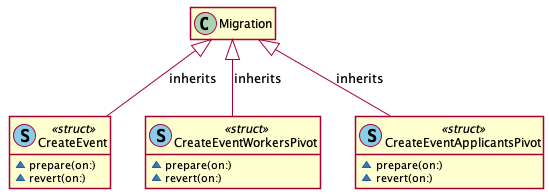 C Migration
inherits
inherits
inherits
S «struct»
CreateEvent
prepare(on:)
revert(on:)
S «struct»
CreateEventWorkersPivot
prepare(on:)
revert(on:)
S «struct»
CreateEventApplicantsPivot
prepare(on:)
revert(on:)